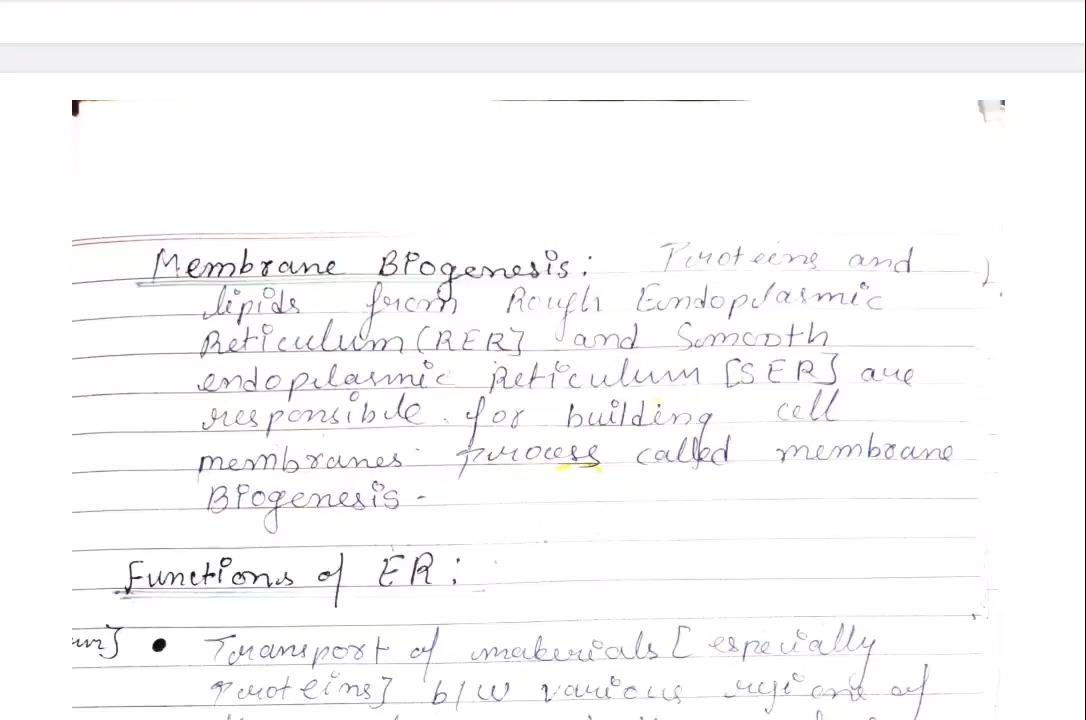 Membrane Biogenesis: Proteins and
lipids from Rough Endoplasmic
Reticulum (RER] and Smooth
endoplasmic Reticulum [SER] are
responsible for building cell
membranes process called membrane
Biogenesis-
Functions of ER:
• Transport of materials [especially
proteins] b/w various regions of